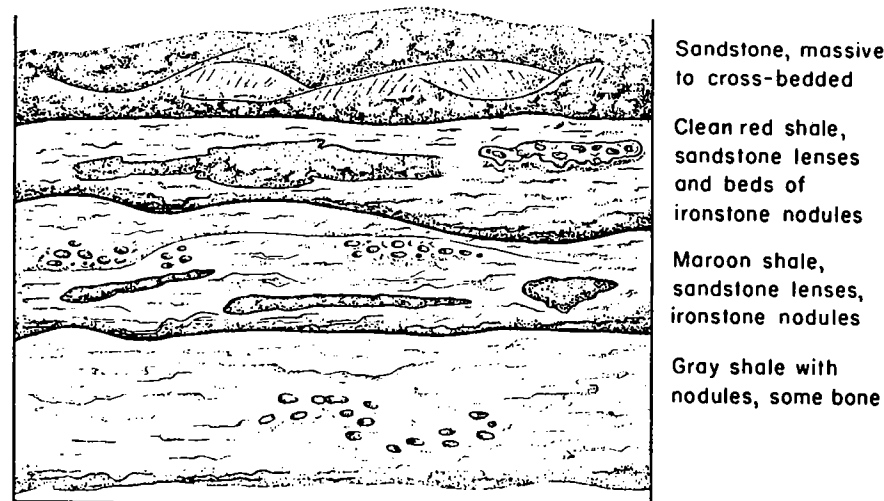 Sandstone, massive
to cross-bedded
Clean red shale,
sandstone lenses
and beds of
ironstone nodules
Maroon shale,
sandstone lenses,
ironstone nodules
Gray shale with
nodules, some bone